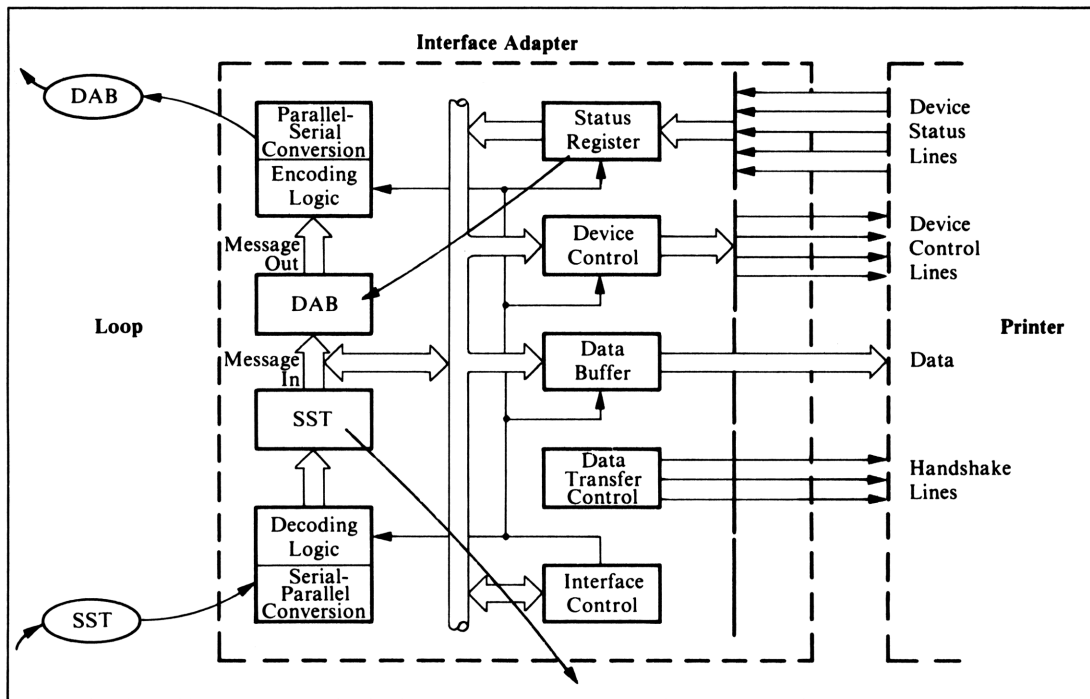 Interface Adapter
DAB
Parallel-
Serial
Conversion
Encoding
Logic
Message
Out
DAB
Loop
Message
In
SST
Decoding
Logic
Serial-
Parallel
Conversion
SST
Status
Register
Device
Control
Data
Buffer
Data
Transfer
Control
Interface
Control
Device
Status
Lines
Device
Control
Lines
Printer
Data
Handshake
Lines